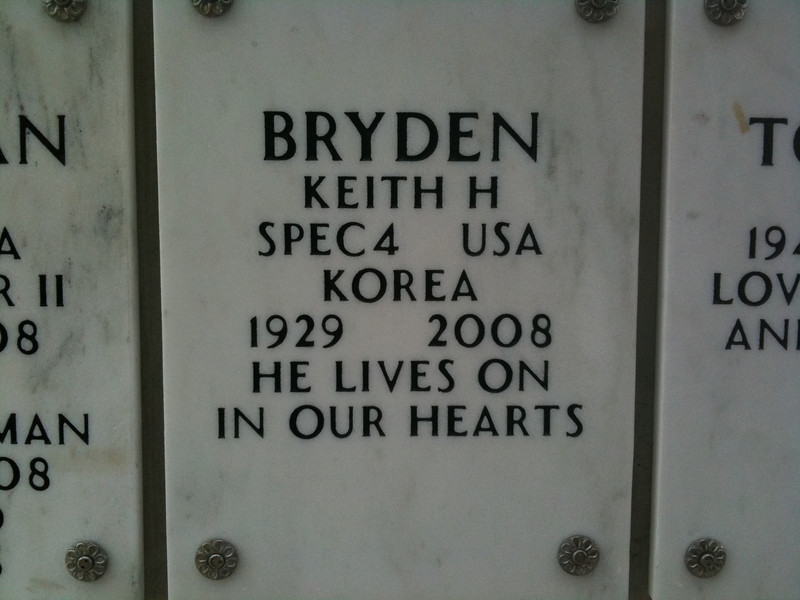 BRYDEN
KEITH H
SPEC4 USA
KOREA
1929 2008
HE LIVES ON
IN OUR HEARTS